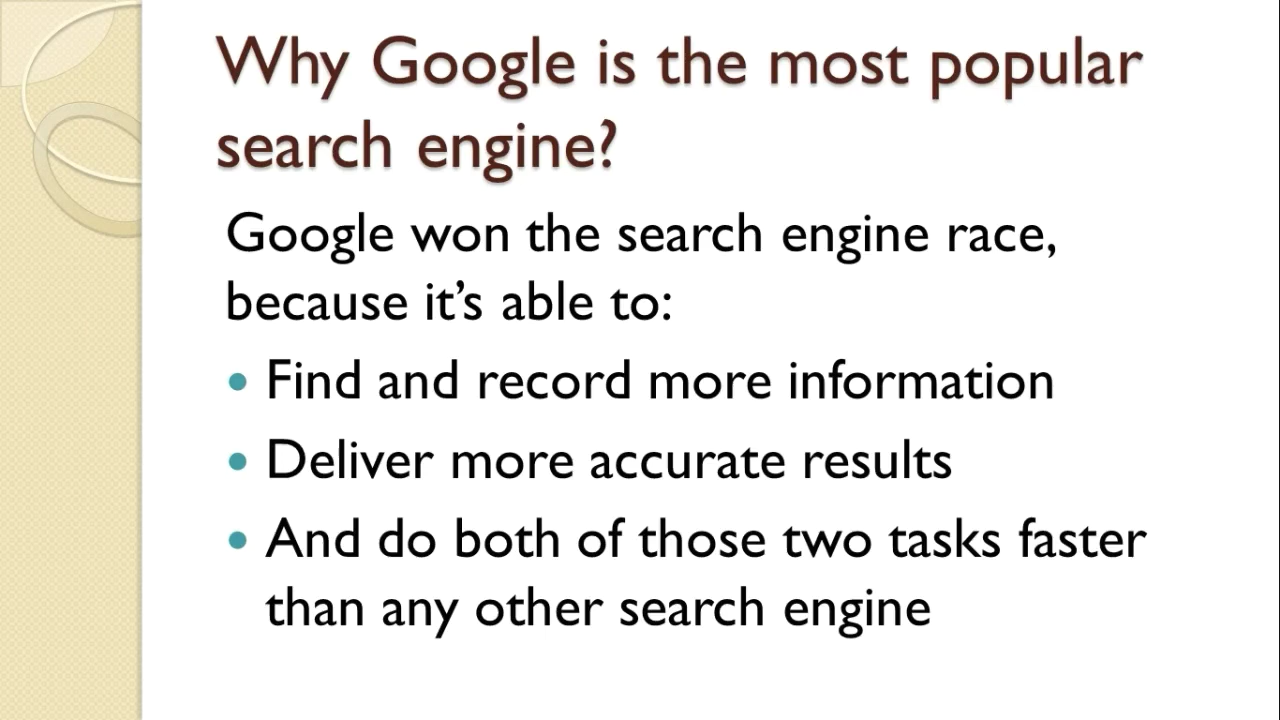 Why Google is the most popular
search engine?
Google won the search engine race,
because it’s able to:
• Find and record more information
• Deliver more accurate results
• And do both of those two tasks faster
than any other search engine